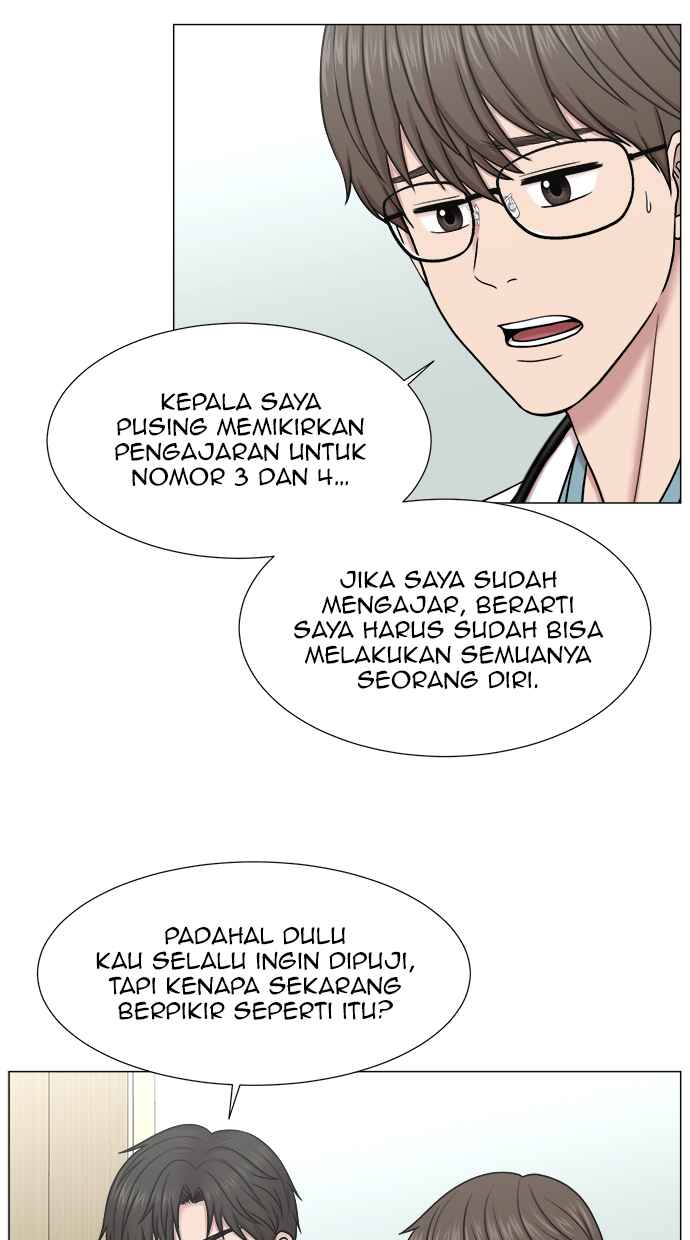 KEPALA SAYA
PUSING MEMIKIRKAN
PENGAJARAN UNTUK
NOMOR 3 DAN 4...
JIKA SAYA SUDAH
MENGAJAR, BERARTI
SAYA HARUS SUDAH BISA
MELAKUKAN SEMUANYA
SEORANG DIRI.
PADAHAL DULU
KAU SELALU INGIN DIPUJI,
TAPI KENAPA SEKARANG
BERPIKIR SEPERTI ITU?